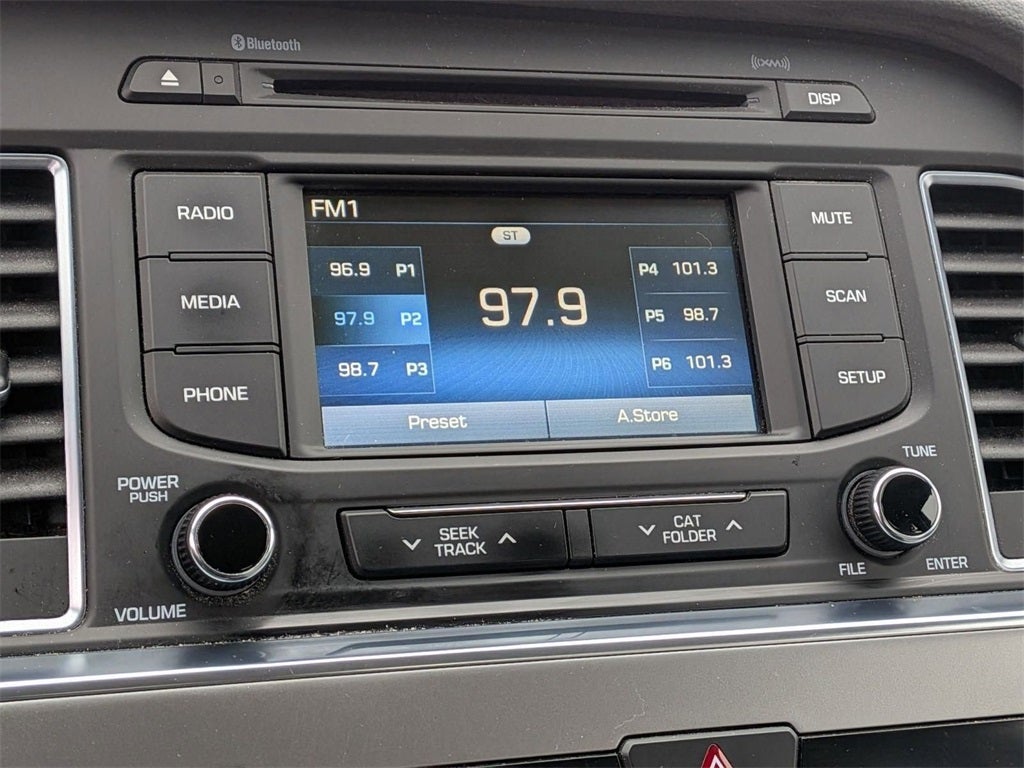 Bluetooth
((XM))
DISP
RADIO
MEDIA
PHONE
FM1
ST
96.9 P1
97.9 P2
98.7 P3
97.9
P4 101.3
P5 98.7
P6 101.3
Preset
A.Store
MUTE
SCAN
SETUP
POWER
PUSH
VOLUME
SEEK
TRACK
CAT
FOLDER
TUNE
FILE
ENTER